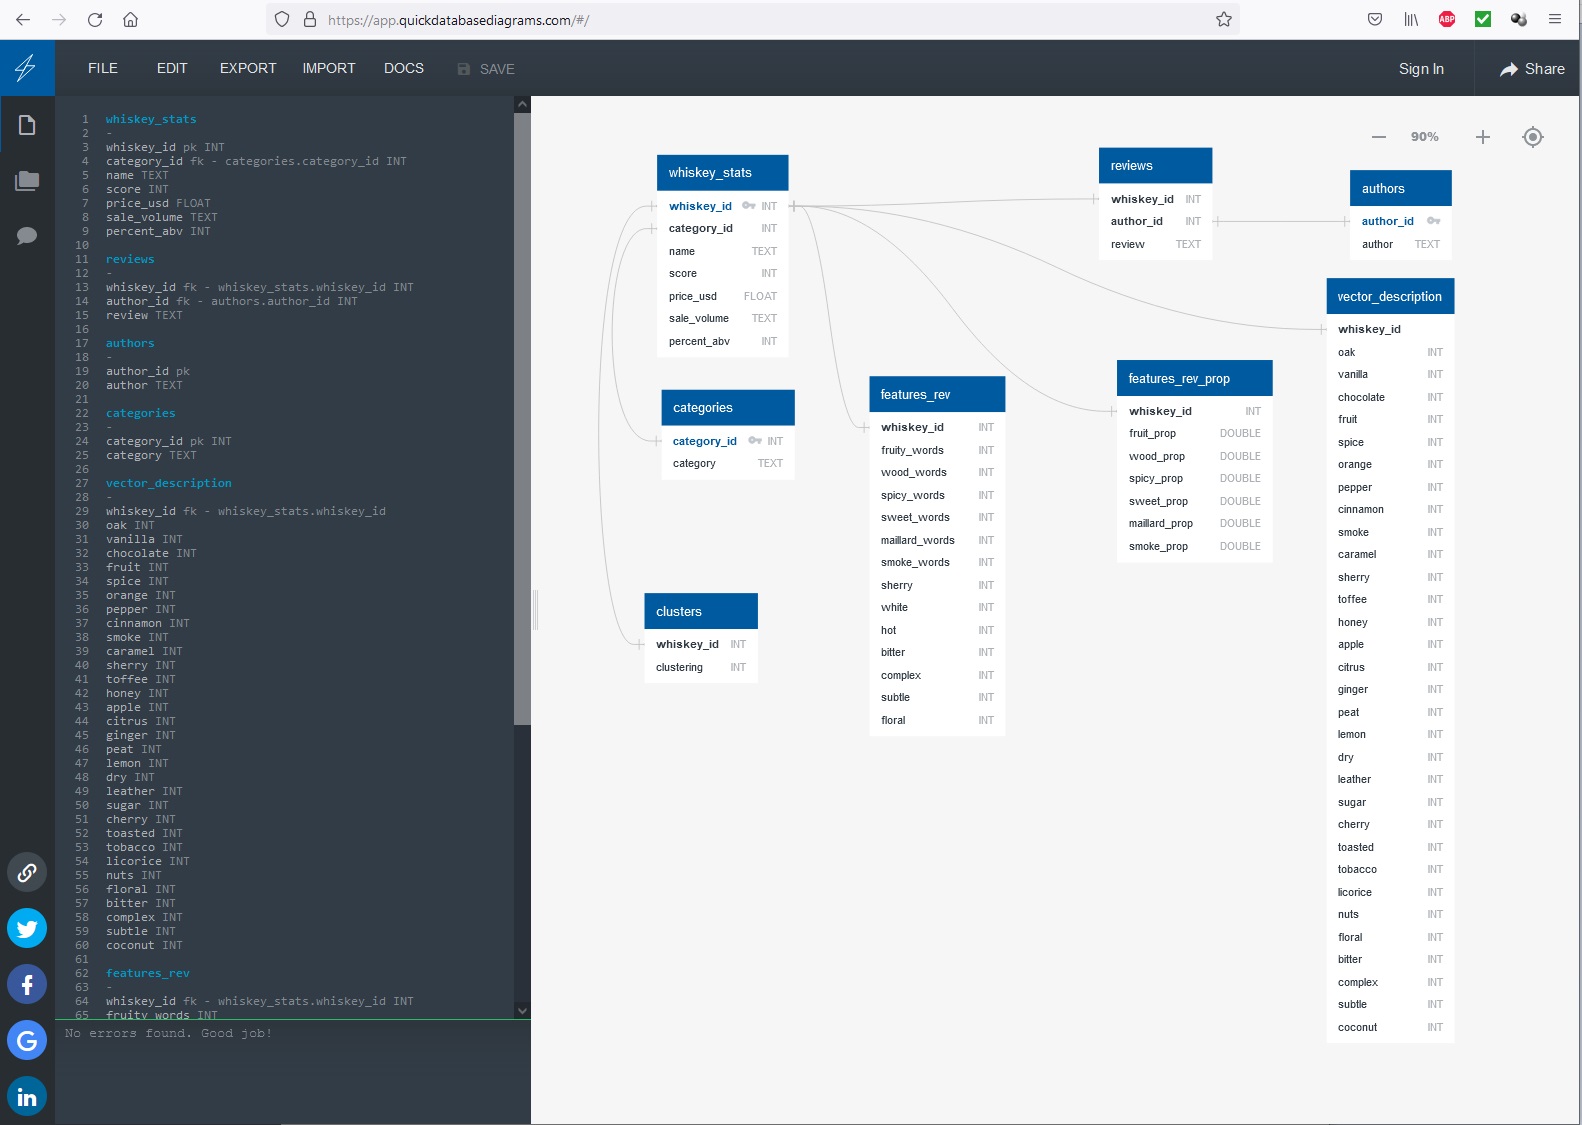 https://app.quickdatabasediagrams.com/#/
ABP
FILE EDIT EXPORT IMPORT DOCS SAVE Sign In Share
1 whiskey_stats
2 -
3 whiskey_id pk INT
4 category_id fk - categories.category_id INT
5 name TEXT
6 score INT
7 price_usd FLOAT
8 sale_volume TEXT
9 percent_abv INT
10
11 reviews
12 -
13 whiskey_id fk - whiskey_stats.whiskey_id INT
14 author_id fk - authors.author_id INT
15 review TEXT
16
17 authors
18 -
19 author_id pk
20 author TEXT
21
22 categories
23 -
24 category_id pk INT
25 category TEXT
26
27 vector_description
28 -
29 whiskey_id fk - whiskey_stats.whiskey_id
30 oak INT
31 vanilla INT
32 chocolate INT
33 fruit INT
34 spice INT
35 orange INT
36 pepper INT
37 cinnamon INT
38 smoke INT
39 caramel INT
40 sherry INT
41 toffee INT
42 honey INT
43 apple INT
44 citrus INT
45 ginger INT
46 peat INT
47 lemon INT
48 dry INT
49 leather INT
50 sugar INT
51 cherry INT
52 toasted INT
53 tobacco INT
54 licorice INT
55 nuts INT
56 floral INT
57 bitter INT
58 complex INT
59 subtle INT
60 coconut INT
61
62 features_rev
63 -
64 whiskey_id fk - whiskey_stats.whiskey_id INT
65 fruity_words INT
No errors found. Good job!
90%
whiskey_stats
whiskey_id INT
category_id INT
name TEXT
score INT
price_usd FLOAT
sale_volume TEXT
percent_abv INT
categories
category_id INT
category TEXT
clusters
whiskey_id INT
clustering INT
features_rev
whiskey_id INT
fruity_words INT
wood_words INT
spicy_words INT
sweet_words INT
maillard_words INT
smoke_words INT
sherry INT
white INT
hot INT
bitter INT
complex INT
subtle INT
floral INT
reviews
whiskey_id INT
author_id INT
review TEXT
features_rev_prop
whiskey_id INT
fruit_prop DOUBLE
wood_prop DOUBLE
spicy_prop DOUBLE
sweet_prop DOUBLE
maillard_prop DOUBLE
smoke_prop DOUBLE
authors
author_id
author TEXT
vector_description
whiskey_id
oak INT
vanilla INT
chocolate INT
fruit INT
spice INT
orange INT
pepper INT
cinnamon INT
smoke INT
caramel INT
sherry INT
toffee INT
honey INT
apple INT
citrus INT
ginger INT
peat INT
lemon INT
dry INT
leather INT
sugar INT
cherry INT
toasted INT
tobacco INT
licorice INT
nuts INT
floral INT
bitter INT
complex INT
subtle INT
coconut INT